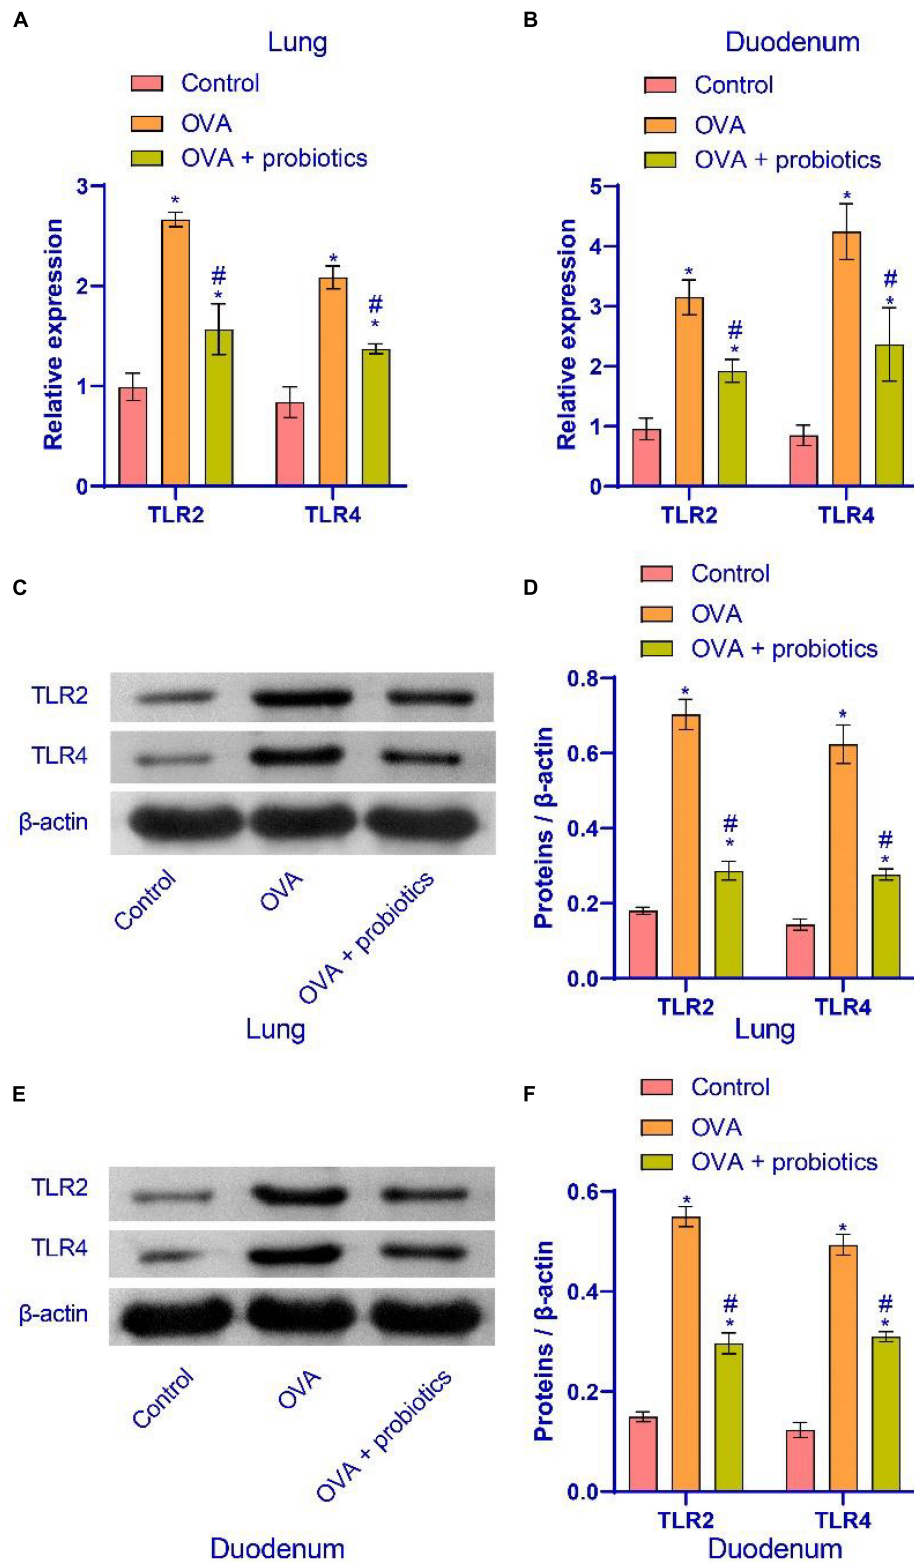 A
Lung
Control
OVA
OVA + probiotics
Relative expression
3
2
1
0
*
#
*
*
#
*
TLR2
TLR4
B
Duodenum
Control
OVA
OVA + probiotics
Relative expression
5
4
3
2
1
0
*
#
*
*
#
*
TLR2
TLR4
C
TLR2
TLR4
β-actin
Control
OVA
OVA + probiotics
Lung
D
Control
OVA
OVA + probiotics
Proteins / β-actin
0.8
0.6
0.4
0.2
0.0
*
#
*
*
#
*
TLR2
TLR4
Lung
E
TLR2
TLR4
β-actin
Control
OVA
OVA + probiotics
Duodenum
F
Control
OVA
OVA + probiotics
Proteins / β-actin
0.6
0.4
0.2
0.0
*
#
*
*
#
*
TLR2
TLR4
Duodenum